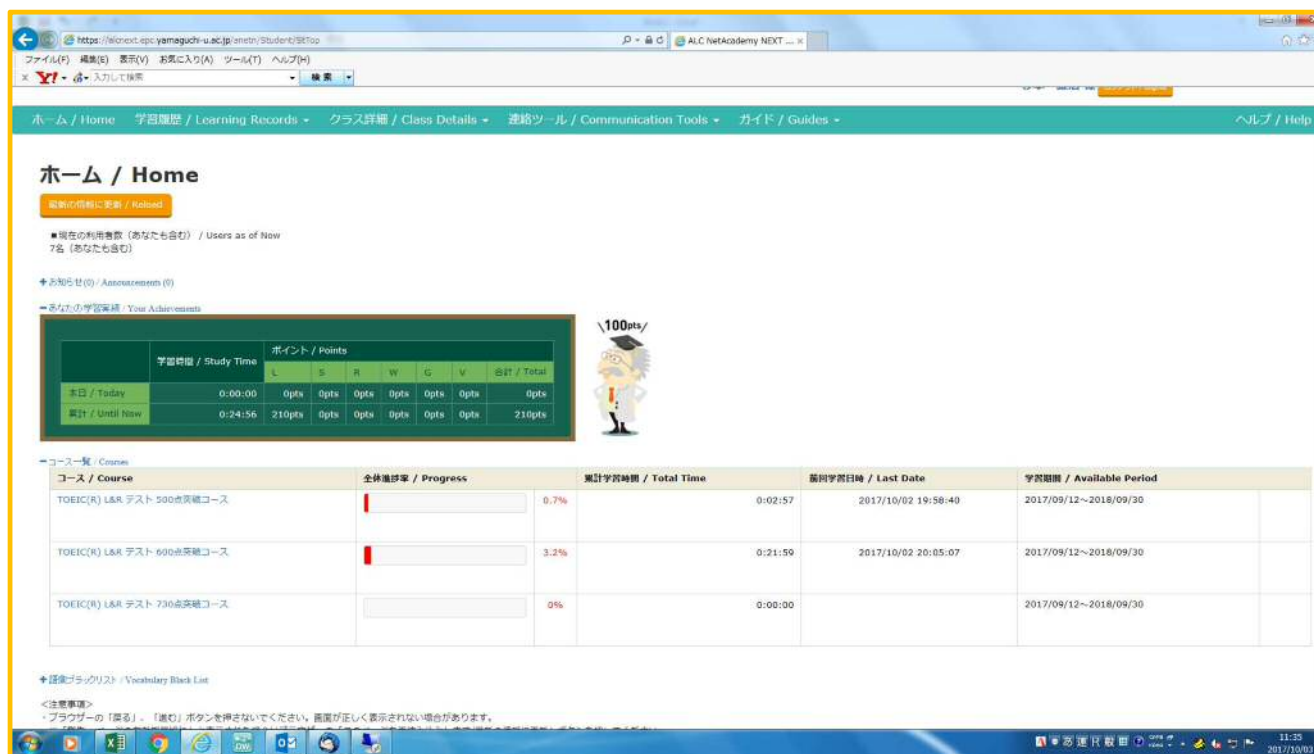 https://alcnext.epc.yamaguchi-u.ac.jp/anetn/Student/StTop
ALC NetAcademy NEXT ...
ファイル(F) 編集(E) 表示(V) お気に入り(A) ツール(T) ヘルプ(H)
入力して検索
検索
ホーム / Home 学習履歴 / Learning Records クラス詳細 / Class Details 連絡ツール / Communication Tools ガイド / Guides ヘルプ / Help
ホーム / Home
最新の情報に更新 / Reload
■現在の利用者数（あなたも含む） / Users as of Now
7名（あなたも含む）
+お知らせ(0) / Announcements (0)
−あなたの学習実績 / Your Achievements
\100pts/
学習時間 / Study Time ポイント / Points
L S R W G V 合計 / Total
本日 / Today 0:00:00 0pts 0pts 0pts 0pts 0pts 0pts 0pts
累計 / Until Now 0:24:56 210pts 0pts 0pts 0pts 0pts 0pts 210pts
−コース一覧 / Courses
コース / Course 全体進捗率 / Progress 累計学習時間 / Total Time 前回学習日時 / Last Date 学習期間 / Available Period
TOEIC(R) L&R テスト 500点突破コース 0.7% 0:02:57 2017/10/02 19:58:40 2017/09/12～2018/09/30
TOEIC(R) L&R テスト 600点突破コース 3.2% 0:21:59 2017/10/02 20:05:07 2017/09/12～2018/09/30
TOEIC(R) L&R テスト 730点突破コース 0% 0:00:00 2017/09/12～2018/09/30
+語彙ブラックリスト / Vocabulary Black List
<注意事項>
・ブラウザーの「戻る」、「進む」ボタンを押さないでください。画面が正しく表示されない場合があります。
11:35
2017/10/03